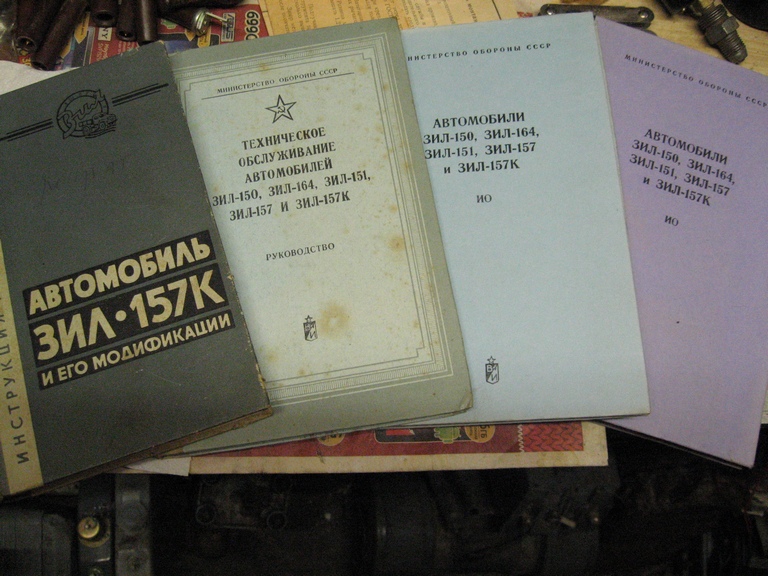 ЗИЛ
АВТОМОБИЛЬ
ЗИЛ•157К
И ЕГО МОДИФИКАЦИИ
ИНСТРУКЦИЯ
МИНИСТЕРСТВО ОБОРОНЫ СССР
ТЕХНИЧЕСКОЕ
ОБСЛУЖИВАНИЕ
АВТОМОБИЛЕЙ
ЗИЛ-150, ЗИЛ-164, ЗИЛ-151,
ЗИЛ-157 И ЗИЛ-157К
РУКОВОДСТВО
МИНИСТЕРСТВО ОБОРОНЫ СССР
АВТОМОБИЛИ
ЗИЛ-150, ЗИЛ-164,
ЗИЛ-151, ЗИЛ-157
и ЗИЛ-157К
ИО
МИНИСТЕРСТВО ОБОРОНЫ СССР
АВТОМОБИЛИ
ЗИЛ-150, ЗИЛ-164,
ЗИЛ-151, ЗИЛ-157
и ЗИЛ-157К
ИО